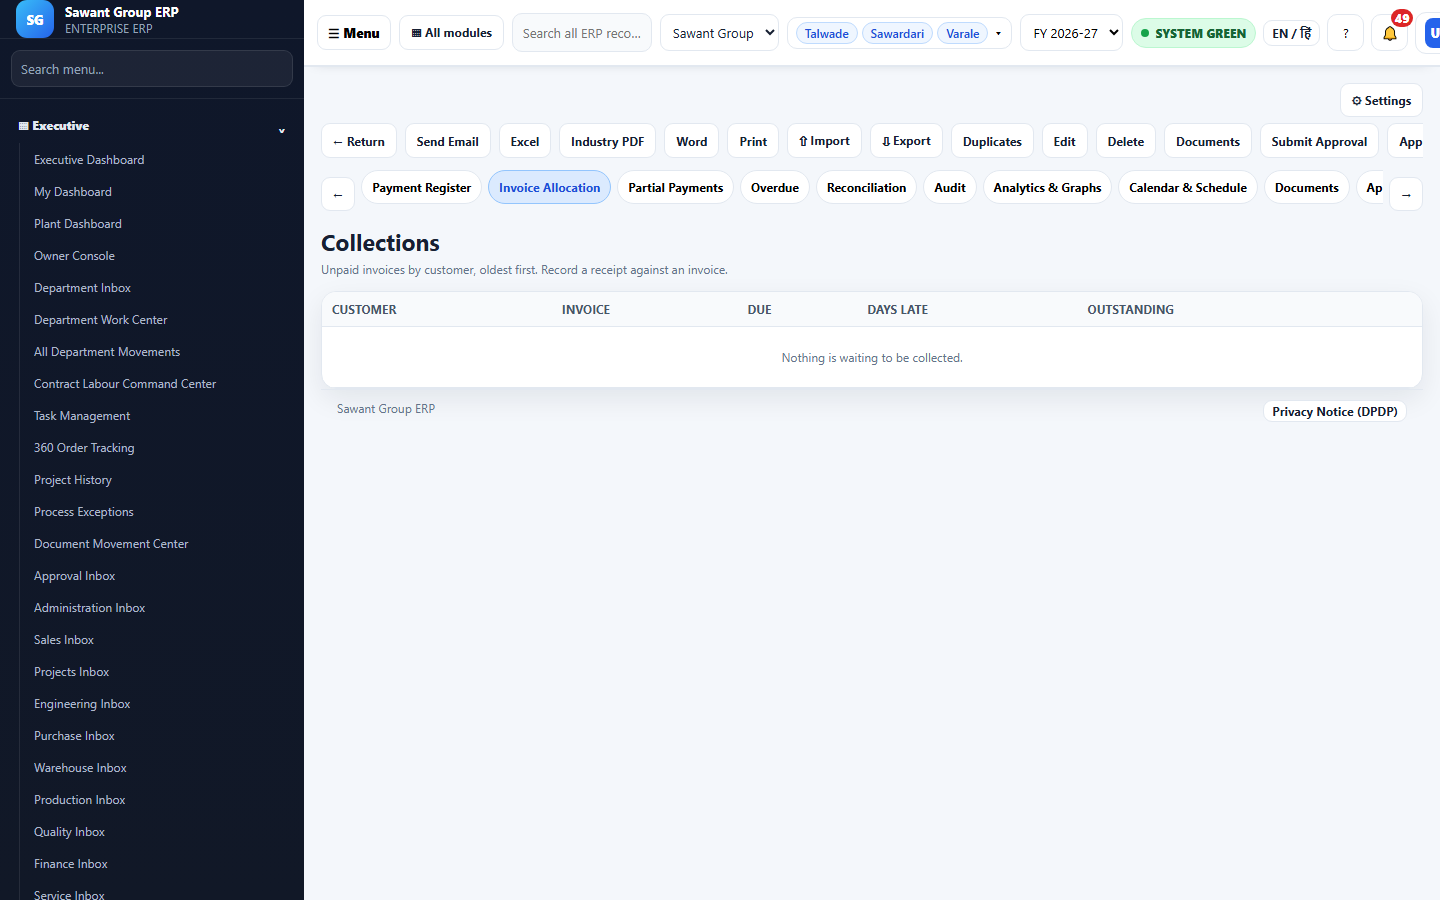 SG
Sawant Group ERP
ENTERPRISE ERP
☰ Menu
All modules
Search all ERP reco...
Sawant Group
Talwade
Sawardari
Varale
FY 2026-27
SYSTEM GREEN
EN / हिं
?
49
U
Search menu...
⚙ Settings
Executive
← Return
Send Email
Excel
Industry PDF
Word
Print
⇧ Import
⇩ Export
Duplicates
Edit
Delete
Documents
Submit Approval
App
←
Payment Register
Invoice Allocation
Partial Payments
Overdue
Reconciliation
Audit
Analytics & Graphs
Calendar & Schedule
Documents
Ap
→
Executive Dashboard
My Dashboard
Plant Dashboard
Owner Console
Department Inbox
Department Work Center
All Department Movements
Contract Labour Command Center
Task Management
360 Order Tracking
Project History
Process Exceptions
Document Movement Center
Approval Inbox
Administration Inbox
Sales Inbox
Projects Inbox
Engineering Inbox
Purchase Inbox
Warehouse Inbox
Production Inbox
Quality Inbox
Finance Inbox
Service Inbox
Collections
Unpaid invoices by customer, oldest first. Record a receipt against an invoice.
CUSTOMER INVOICE DUE DAYS LATE OUTSTANDING
Nothing is waiting to be collected.
Sawant Group ERP
Privacy Notice (DPDP)